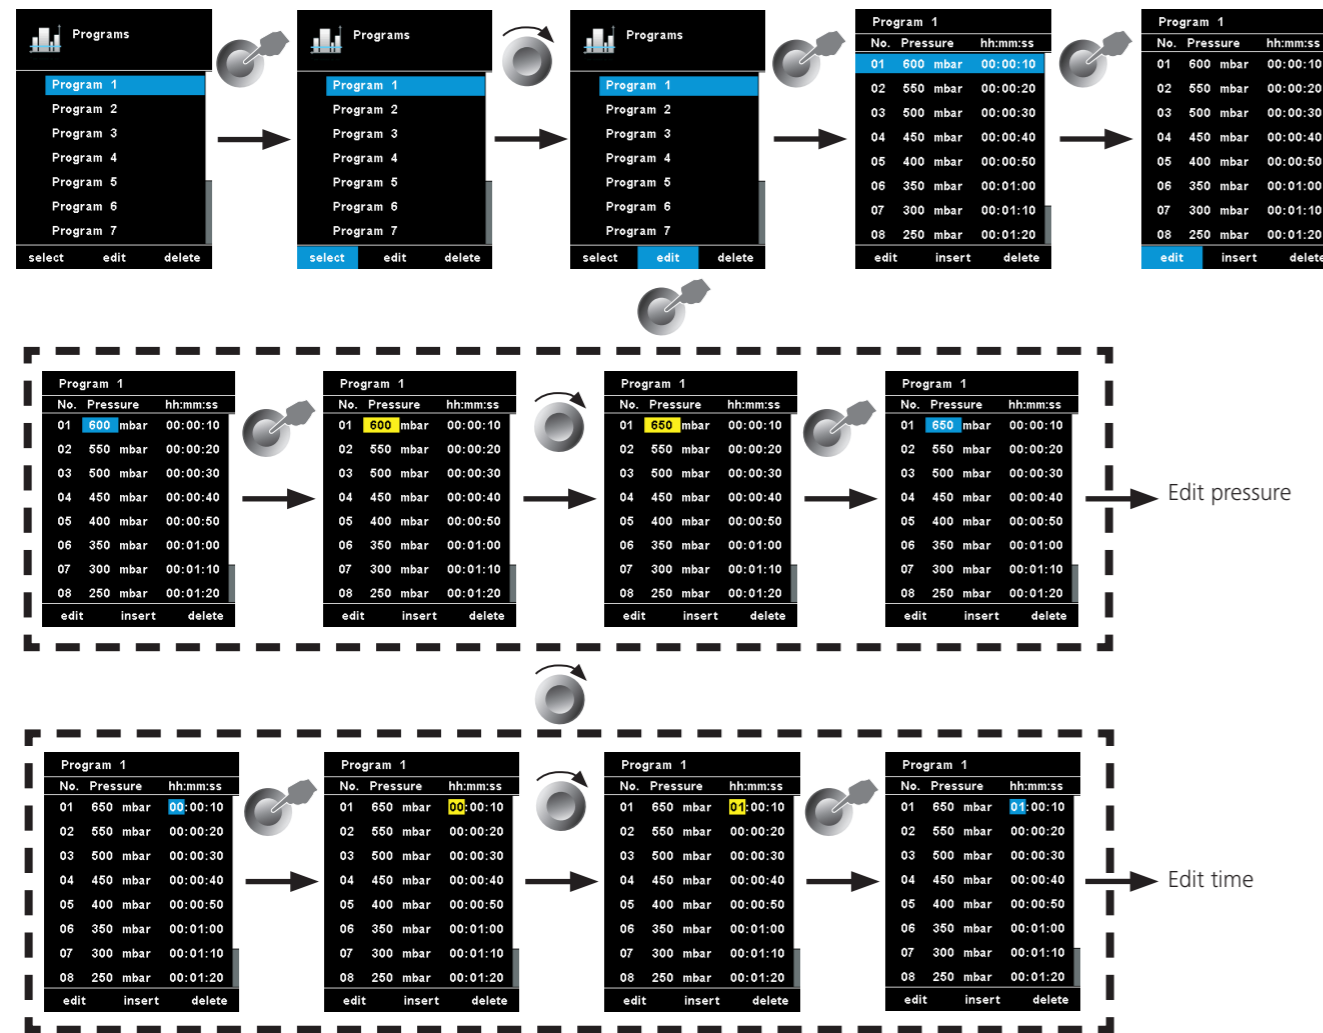 Programs
Program 1
Program 2
Program 3
Program 4
Program 5
Program 6
Program 7
select edit delete
Programs
Program 1
Program 2
Program 3
Program 4
Program 5
Program 6
Program 7
select edit delete
Programs
Program 1
Program 2
Program 3
Program 4
Program 5
Program 6
Program 7
select edit delete
Program 1
No. Pressure hh:mm:ss
01 600 mbar 00:00:10
02 550 mbar 00:00:20
03 500 mbar 00:00:30
04 450 mbar 00:00:40
05 400 mbar 00:00:50
06 350 mbar 00:01:00
07 300 mbar 00:01:10
08 250 mbar 00:01:20
edit insert delete
Program 1
No. Pressure hh:mm:ss
01 600 mbar 00:00:10
02 550 mbar 00:00:20
03 500 mbar 00:00:30
04 450 mbar 00:00:40
05 400 mbar 00:00:50
06 350 mbar 00:01:00
07 300 mbar 00:01:10
08 250 mbar 00:01:20
edit insert delete
Program 1
No. Pressure hh:mm:ss
01 600 mbar 00:00:10
02 550 mbar 00:00:20
03 500 mbar 00:00:30
04 450 mbar 00:00:40
05 400 mbar 00:00:50
06 350 mbar 00:01:00
07 300 mbar 00:01:10
08 250 mbar 00:01:20
edit insert delete
Program 1
No. Pressure hh:mm:ss
01 600 mbar 00:00:10
02 550 mbar 00:00:20
03 500 mbar 00:00:30
04 450 mbar 00:00:40
05 400 mbar 00:00:50
06 350 mbar 00:01:00
07 300 mbar 00:01:10
08 250 mbar 00:01:20
edit insert delete
Program 1
No. Pressure hh:mm:ss
01 650 mbar 00:00:10
02 550 mbar 00:00:20
03 500 mbar 00:00:30
04 450 mbar 00:00:40
05 400 mbar 00:00:50
06 350 mbar 00:01:00
07 300 mbar 00:01:10
08 250 mbar 00:01:20
edit insert delete
Program 1
No. Pressure hh:mm:ss
01 650 mbar 00:00:10
02 550 mbar 00:00:20
03 500 mbar 00:00:30
04 450 mbar 00:00:40
05 400 mbar 00:00:50
06 350 mbar 00:01:00
07 300 mbar 00:01:10
08 250 mbar 00:01:20
edit insert delete
Edit pressure
Program 1
No. Pressure hh:mm:ss
01 650 mbar 00:00:10
02 550 mbar 00:00:20
03 500 mbar 00:00:30
04 450 mbar 00:00:40
05 400 mbar 00:00:50
06 350 mbar 00:01:00
07 300 mbar 00:01:10
08 250 mbar 00:01:20
edit insert delete
Program 1
No. Pressure hh:mm:ss
01 650 mbar 00:00:10
02 550 mbar 00:00:20
03 500 mbar 00:00:30
04 450 mbar 00:00:40
05 400 mbar 00:00:50
06 350 mbar 00:01:00
07 300 mbar 00:01:10
08 250 mbar 00:01:20
edit insert delete
Program 1
No. Pressure hh:mm:ss
01 650 mbar 01:00:10
02 550 mbar 00:00:20
03 500 mbar 00:00:30
04 450 mbar 00:00:40
05 400 mbar 00:00:50
06 350 mbar 00:01:00
07 300 mbar 00:01:10
08 250 mbar 00:01:20
edit insert delete
Program 1
No. Pressure hh:mm:ss
01 650 mbar 01:00:10
02 550 mbar 00:00:20
03 500 mbar 00:00:30
04 450 mbar 00:00:40
05 400 mbar 00:00:50
06 350 mbar 00:01:00
07 300 mbar 00:01:10
08 250 mbar 00:01:20
edit insert delete
Edit time